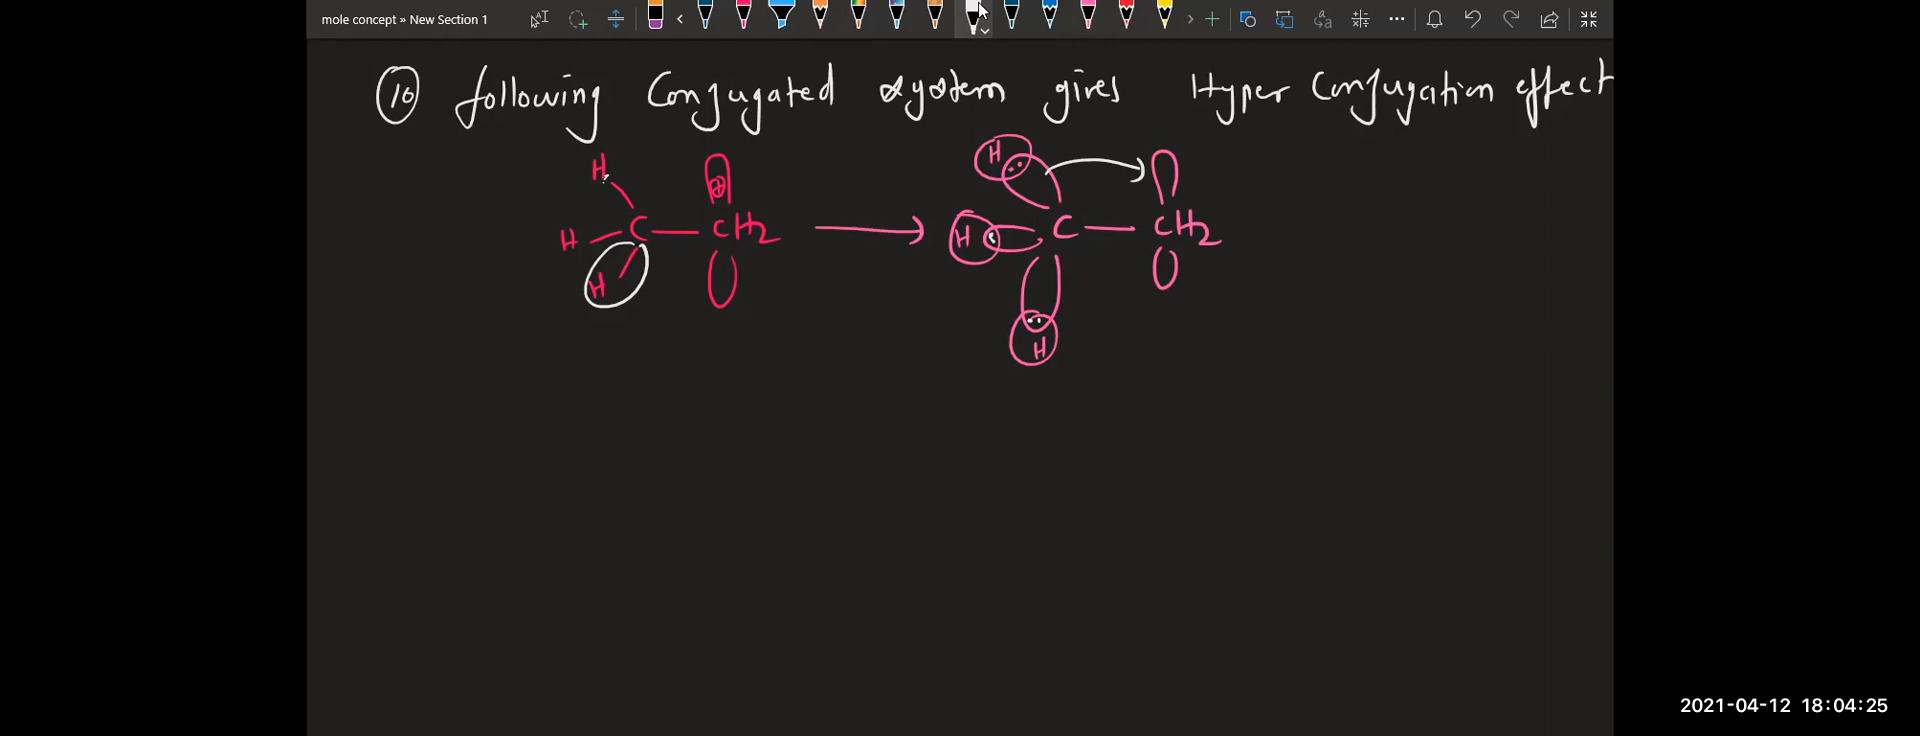 mole concept » New Section 1
10 following Conjugated system gives Hyper Conjugation effect
H H
H C CH2 H C CH2
H H
2021-04-12 18:04:25